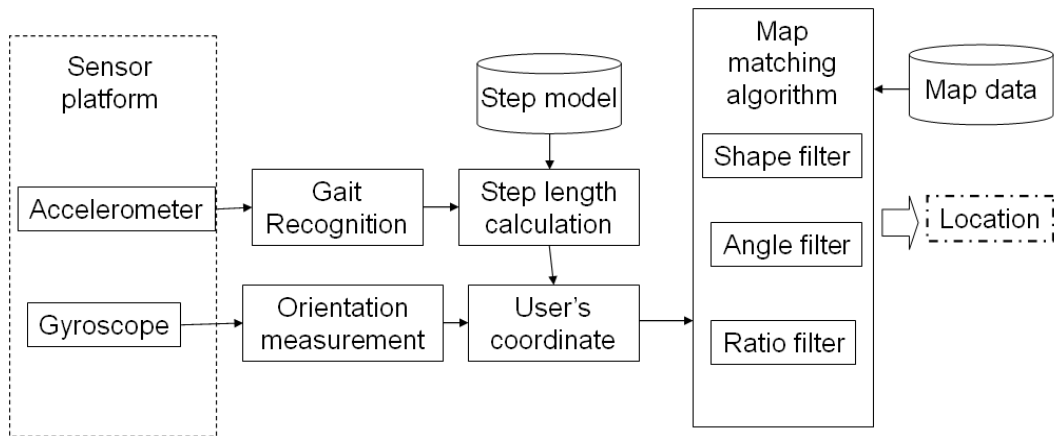 Sensor
platform
Accelerometer
Gyroscope
Gait
Recognition
Orientation
measurement
Step model
Step length
calculation
User's
coordinate
Map
matching
algorithm
Shape filter
Angle filter
Ratio filter
Map data
Location